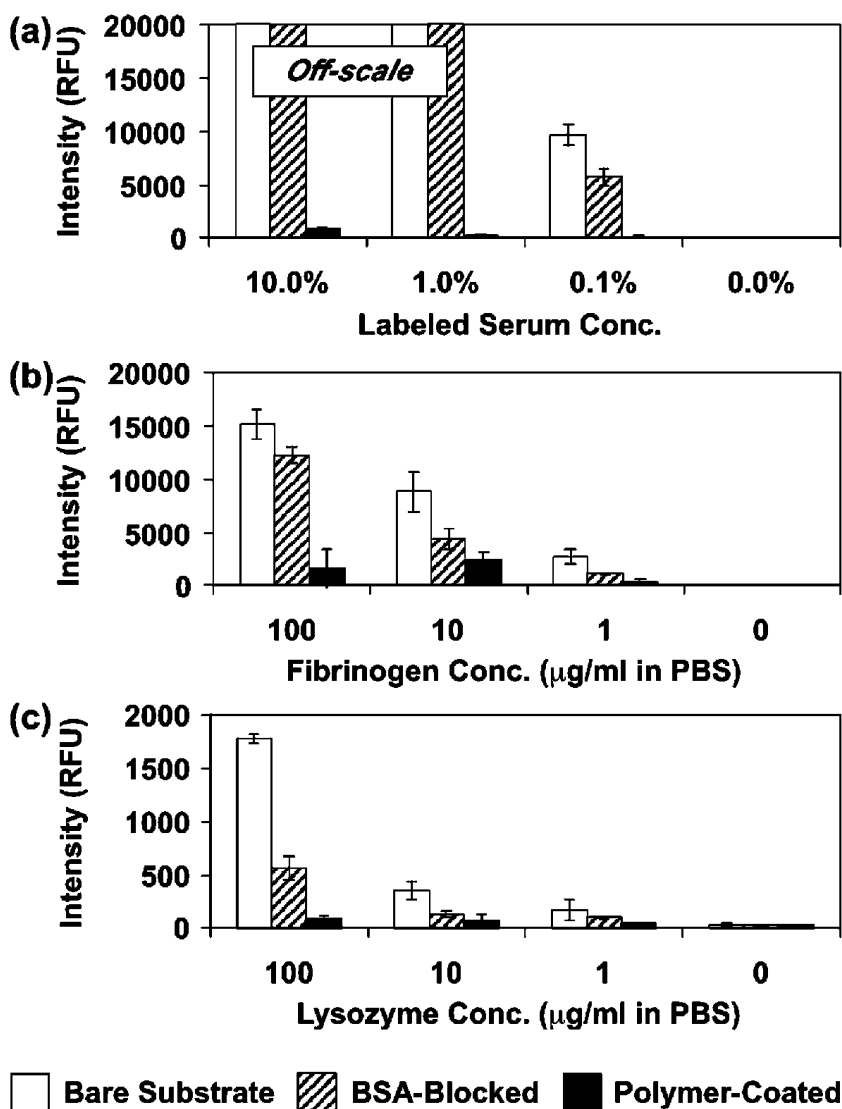 (a)
Intensity (RFU)
20000
15000
10000
5000
0
Off-scale
10.0% 1.0% 0.1% 0.0%
Labeled Serum Conc.
(b)
Intensity (RFU)
20000
15000
10000
5000
0
100 10 1 0
Fibrinogen Conc. (μg/ml in PBS)
(c)
Intensity (RFU)
2000
1500
1000
500
0
100 10 1 0
Lysozyme Conc. (μg/ml in PBS)
Bare Substrate BSA-Blocked Polymer-Coated